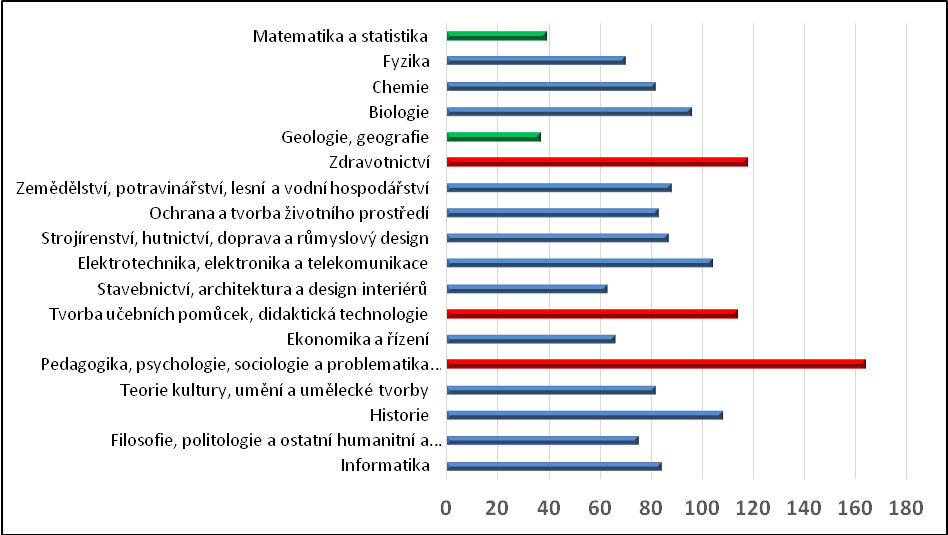 Matematika a statistika
Fyzika
Chemie
Biologie
Geologie, geografie
Zdravotnictví
Zemědělství, potravinářství, lesní a vodní hospodářství
Ochrana a tvorba životního prostředí
Strojírenství, hutnictví, doprava a růmyslový design
Elektrotechnika, elektronika a telekomunikace
Stavebnictví, architektura a design interiérů
Tvorba učebních pomůcek, didaktická technologie
Ekonomika a řízení
Pedagogika, psychologie, sociologie a problematika...
Teorie kultury, umění a umělecké tvorby
Historie
Filosofie, politologie a ostatní humanitní a...
Informatika
0 20 40 60 80 100 120 140 160 180